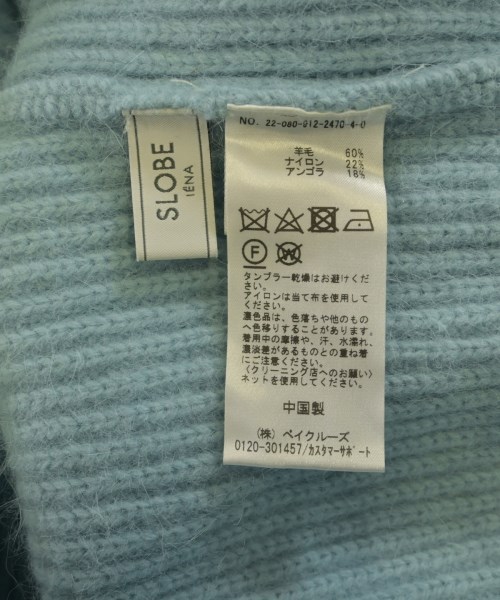 SLOBE
IÉNA
NO. 22-080-912-2470-4-0
羊毛 60%
ナイロン 22%
アンゴラ 18%
F
W
タンブラー乾燥はお避けくだ
さい。
アイロンは当て布を使用して
ください。
濃色品は、色落ちや他のもの
へ色移りすることがあります。
着用中の摩擦や、汗、水濡れ、
濃淡差があるものとの重ね着
にご注意ください。
〈クリーニング店へのお願い〉
ネットを使用してください。
中国製
(株) ベイクルーズ
0120-301457/カスタマーサポート